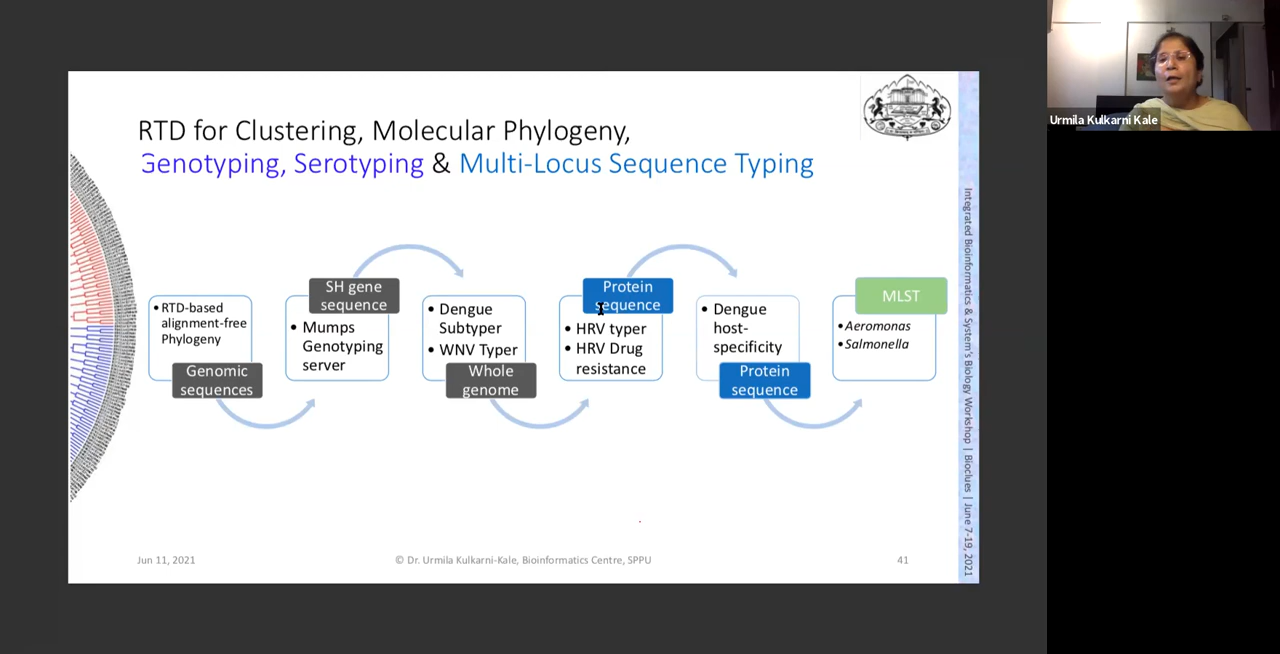 RTD for Clustering, Molecular Phylogeny,
Genotyping, Serotyping & Multi-Locus Sequence Typing
• RTD-based
alignment-free
Phylogeny
Genomic
sequences
SH gene
sequence
• Mumps
Genotyping
server
• Dengue
Subtyper
• WNV Typer
Whole
genome
Protein
sequence
• HRV typer
• HRV Drug
resistance
• Dengue
host-
specificity
Protein
sequence
MLST
• Aeromonas
• Salmonella
Jun 11, 2021
© Dr. Urmila Kulkarni-Kale, Bioinformatics Centre, SPPU
41
Integrated Bioinformatics & System's Biology Workshop | Bioclues | June 7-19, 2021
Urmila Kulkarni Kale